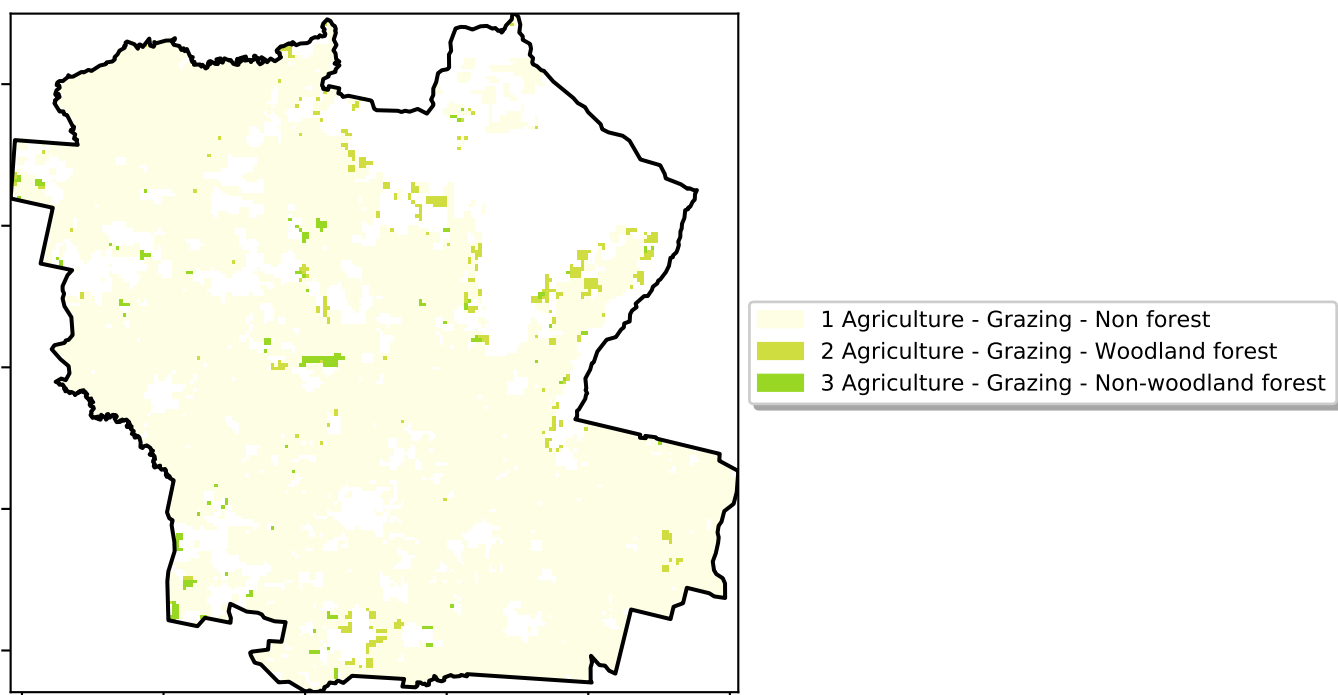 1 Agriculture - Grazing - Non forest
2 Agriculture - Grazing - Woodland forest
3 Agriculture - Grazing - Non-woodland forest